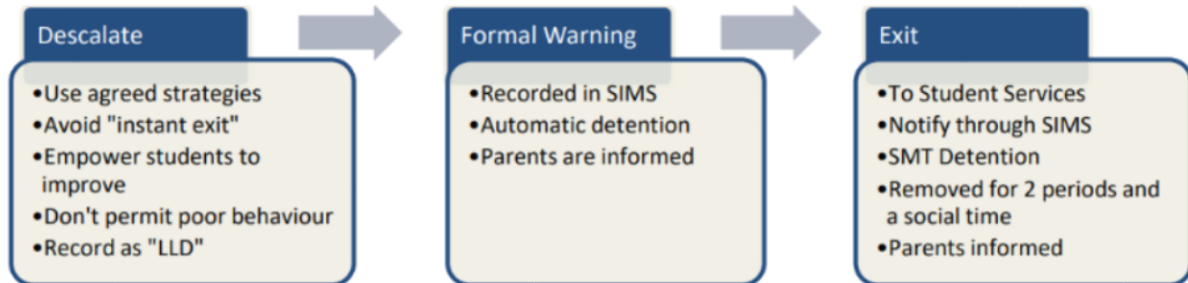 Descalate
•Use agreed strategies
•Avoid "instant exit"
•Empower students to
improve
•Don't permit poor behaviour
•Record as "LLD"
Formal Warning
•Recorded in SIMS
•Automatic detention
•Parents are informed
Exit
•To Student Services
•Notify through SIMS
•SMT Detention
•Removed for 2 periods and
a social time
•Parents informed